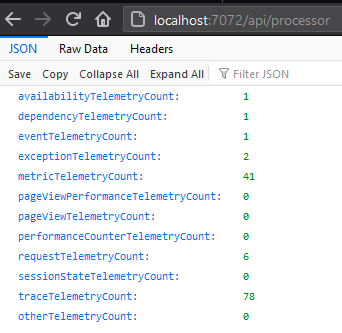 localhost:7072/api/processor
JSON Raw Data Headers
Save Copy Collapse All Expand All Filter JSON
availabilityTelemetryCount: 1
dependencyTelemetryCount: 1
eventTelemetryCount: 1
exceptionTelemetryCount: 2
metricTelemetryCount: 41
pageViewPerformanceTelemetryCount: 0
pageViewTelemetryCount: 0
performanceCounterTelemetryCount: 0
requestTelemetryCount: 6
sessionStateTelemetryCount: 0
traceTelemetryCount: 78
otherTelemetryCount: 0